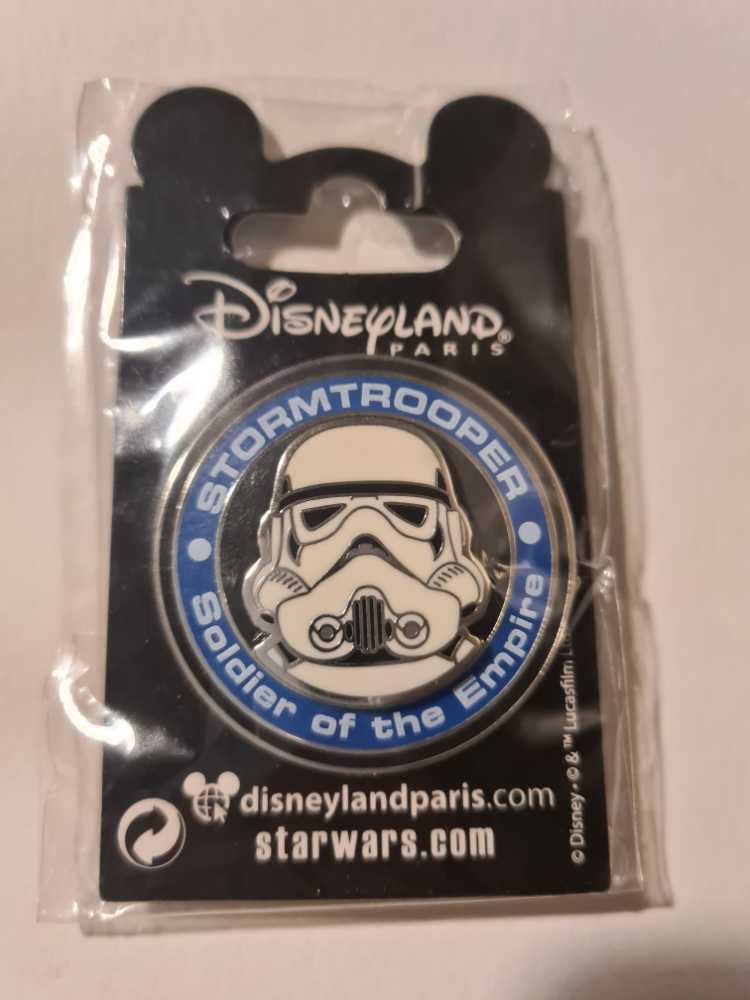 Disneyland®
PARIS
STORMTROOPER
Soldier of the Empire
disneylandparis.com
starwars.com
© Disney • © & ™ Lucasfilm